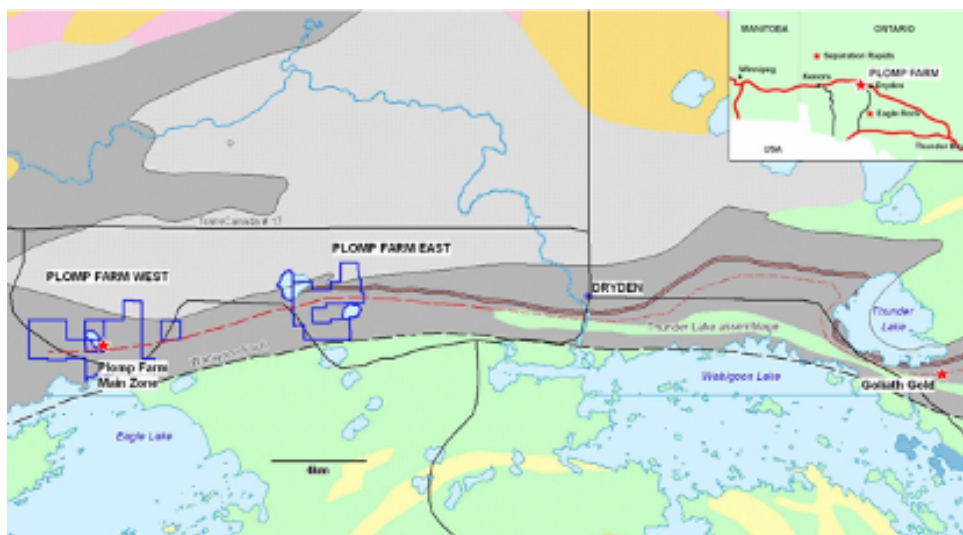 MANITOBA
ONTARIO
Separation Rapids
Winnipeg
Kenora
PLOMP FARM
Dryden
Eagle Rock
Thunder Bay
USA
TransCanada # 17
PLOMP FARM EAST
PLOMP FARM WEST
DRYDEN
Thunder
Lake
Thunder Lake assemblage
Wabigoon Fault
Plomp Farm
Main Zone
Wabigoon Lake
Goliath Gold
Eagle Lake
4km